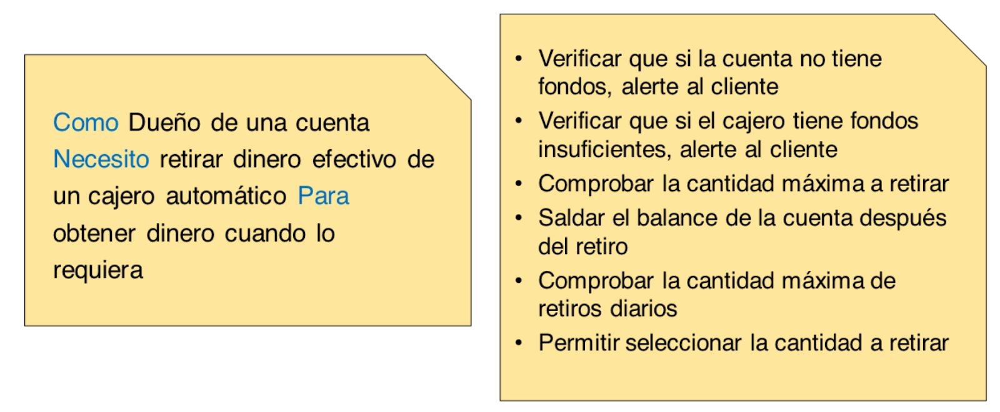 Como Dueño de una cuenta
Necesito retirar dinero efectivo de
un cajero automático Para
obtener dinero cuando lo
requiera
• Verificar que si la cuenta no tiene
fondos, alerte al cliente
• Verificar que si el cajero tiene fondos
insuficientes, alerte al cliente
• Comprobar la cantidad máxima a retirar
• Saldar el balance de la cuenta después
del retiro
• Comprobar la cantidad máxima de
retiros diarios
• Permitir seleccionar la cantidad a retirar